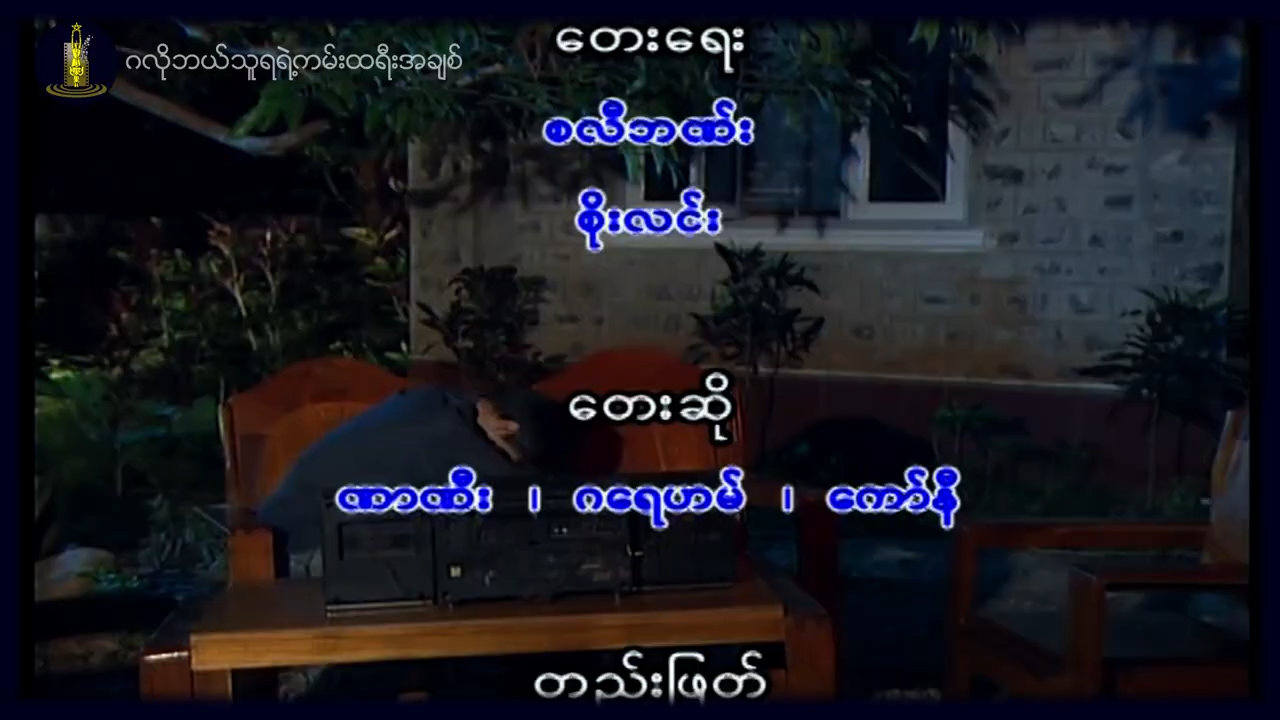 တေးရေး
ဂလိုဘယ်သူရရဲ့ကမ်းထရီးအချစ်
စလီဘဏ်း
စိုးလင်း
တေးဆို
ဏာဏီး ၊ ဂရေဟမ် ၊ ကော်နီ
တည်းဖြတ်